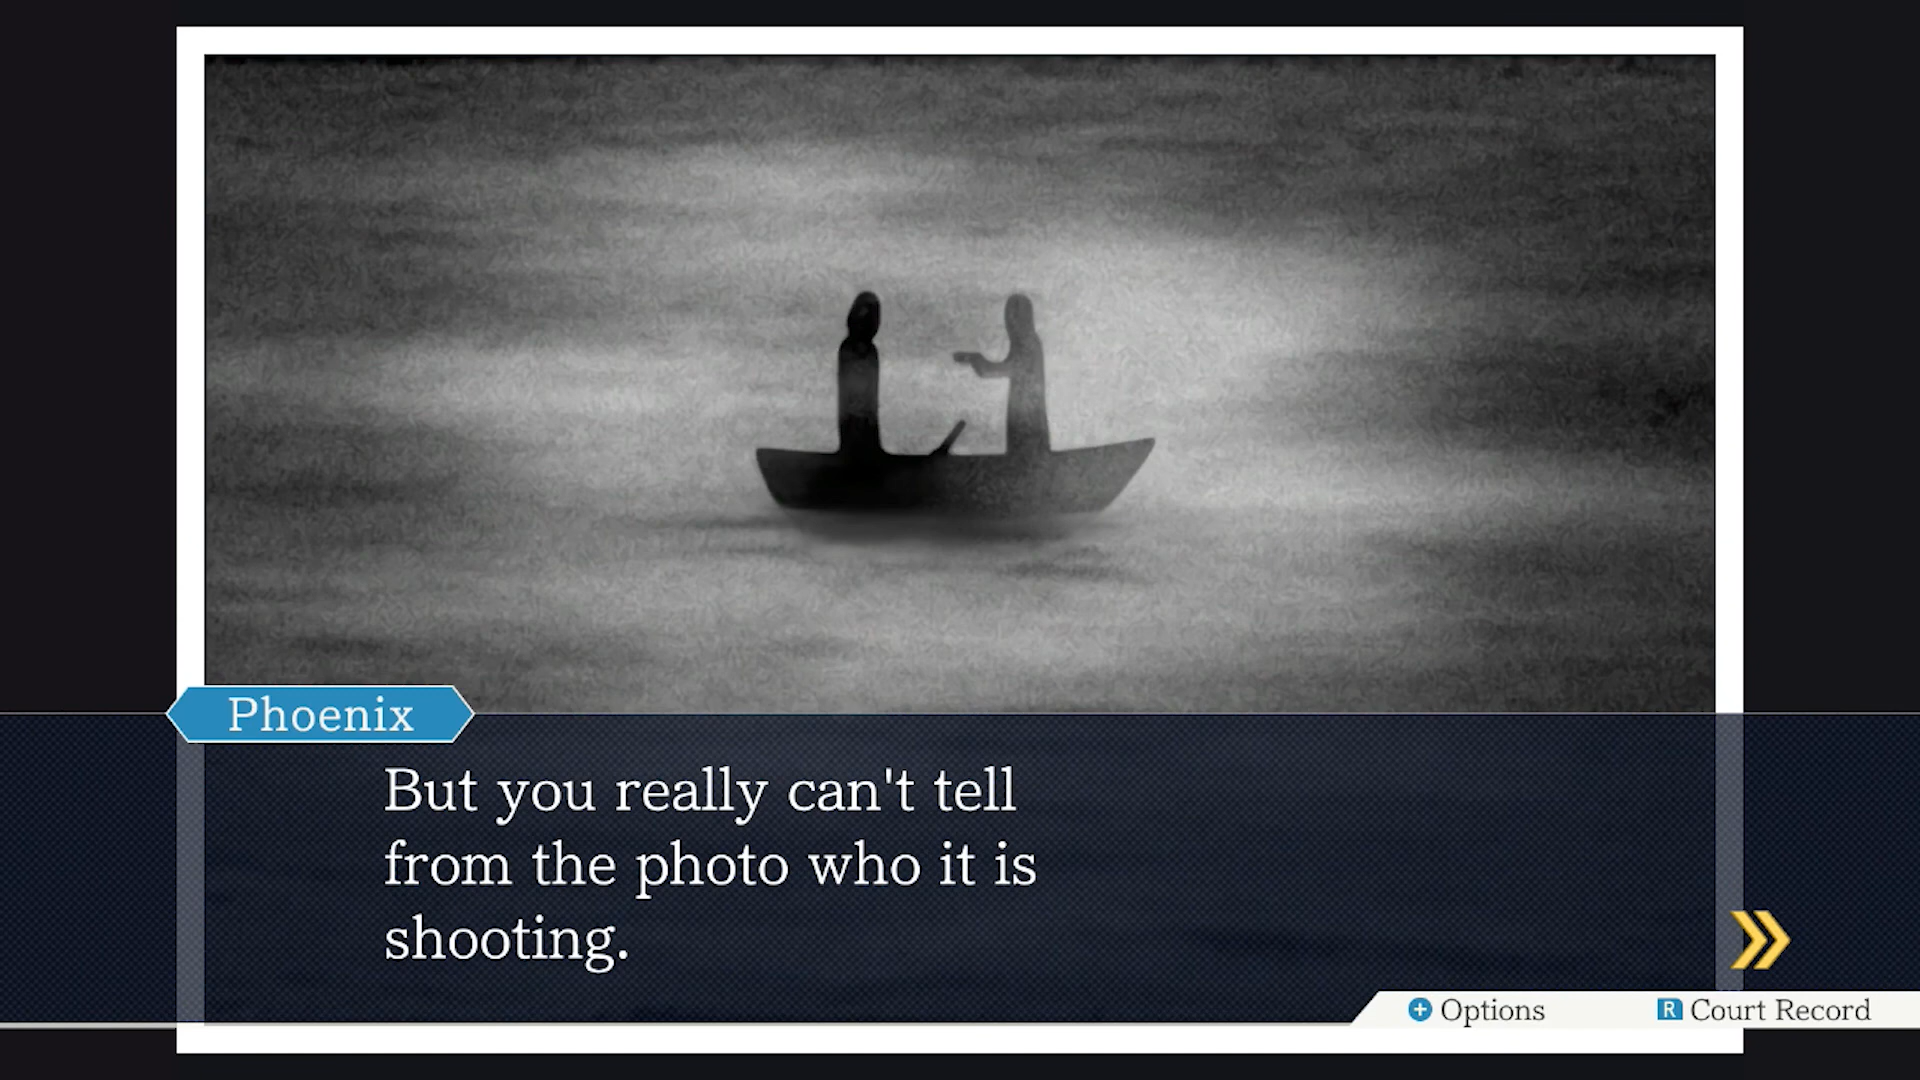 Phoenix
But you really can't tell
from the photo who it is
shooting.
Options
R Court Record